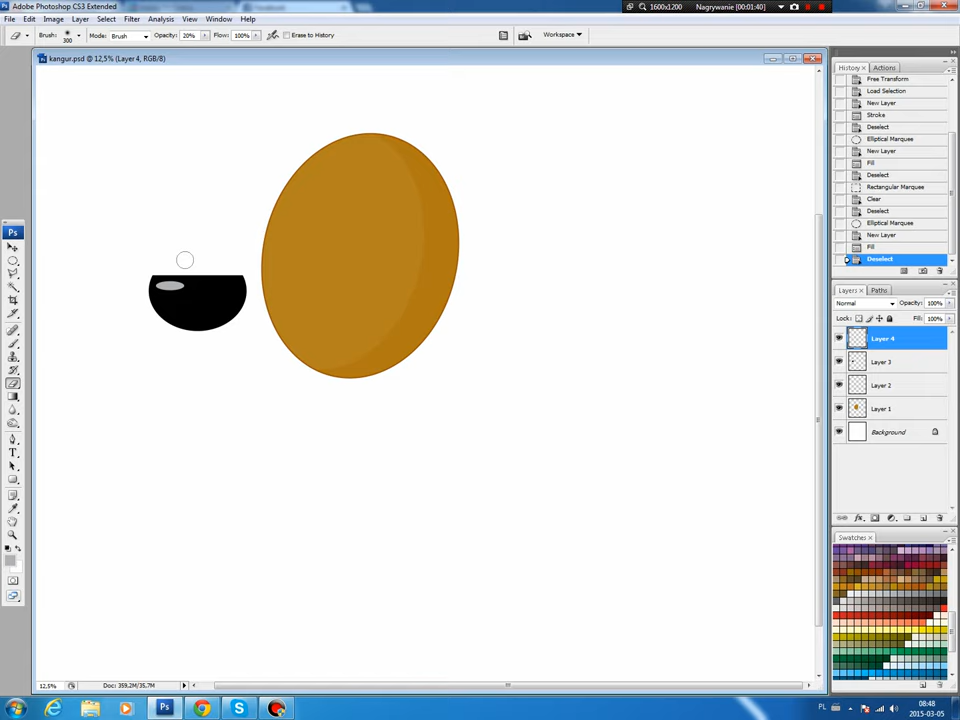 Adobe Photoshop CS3 Extended
1600x1200
Nagrywanie [00:01:40]
File Edit Image Layer Select Filter Analysis View Window Help
Brush: 300 Mode: Brush Opacity: 20% Flow: 100% Erase to History
Workspace
kangur.psd @ 12,5% (Layer 4, RGB/8)
History Actions
Free Transform
Load Selection
New Layer
Stroke
Deselect
Elliptical Marquee
New Layer
Fill
Deselect
Rectangular Marquee
Clear
Deselect
Elliptical Marquee
New Layer
Fill
Deselect
Ps
Layers Paths
Normal Opacity: 100%
Lock: Fill: 100%
Layer 4
Layer 3
Layer 2
Layer 1
Background
Swatches
12,5% Doc: 359,2M/35,7M
Ps
PL
08:48
2015-03-05